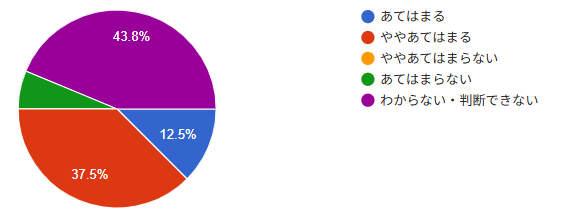 43.8%
12.5%
37.5%
あてはまる
ややあてはまる
ややあてはまらない
あてはまらない
わからない・判断できない